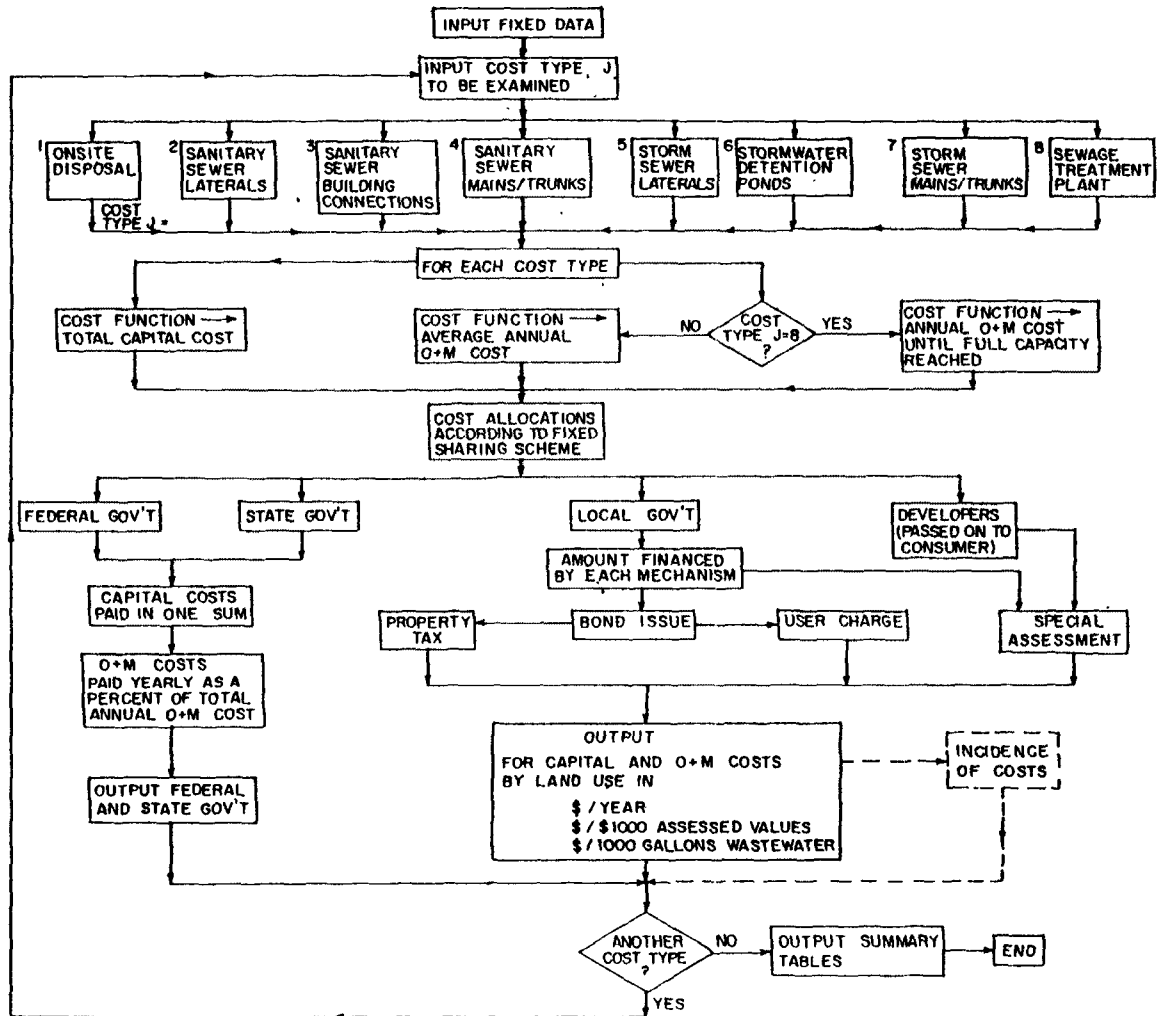 INPUT FIXED DATA
INPUT COST TYPE, J
TO BE EXAMINED
1
ONSITE
DISPOSAL
2
SANITARY
SEWER
LATERALS
3
SANITARY
SEWER
BUILDING
CONNECTIONS
4
SANITARY
SEWER
MAINS/TRUNKS
5
STORM
SEWER
LATERALS
6
STORMWATER
DETENTION
PONDS
7
STORM
SEWER
MAINS/TRUNKS
8
SEWAGE
TREATMENT
PLANT
COST
TYPE J =
FOR EACH COST TYPE
COST FUNCTION →
TOTAL CAPITAL COST
COST FUNCTION →
AVERAGE ANNUAL
O+M COST
NO
COST
TYPE, J=8
?
YES
COST FUNCTION →
ANNUAL O+M COST
UNTIL FULL CAPACITY
REACHED
COST ALLOCATIONS
ACCORDING TO FIXED
SHARING SCHEME
FEDERAL GOV'T
STATE GOV'T
LOCAL GOV'T
DEVELOPERS
(PASSED ON TO
CONSUMER)
AMOUNT FINANCED
BY EACH MECHANISM
CAPITAL COSTS
PAID IN ONE SUM
PROPERTY
TAX
BOND ISSUE
USER CHARGE
SPECIAL
ASSESSMENT
O+M COSTS
PAID YEARLY AS A
PERCENT OF TOTAL
ANNUAL O+M COST
OUTPUT
FOR CAPITAL AND O+M COSTS
BY LAND USE IN
$ / YEAR
$ / $1000 ASSESSED VALUES
$ / 1000 GALLONS WASTEWATER
INCIDENCE
OF COSTS
OUTPUT FEDERAL
AND STATE GOV'T
ANOTHER
COST TYPE
?
NO
OUTPUT SUMMARY
TABLES
END
YES